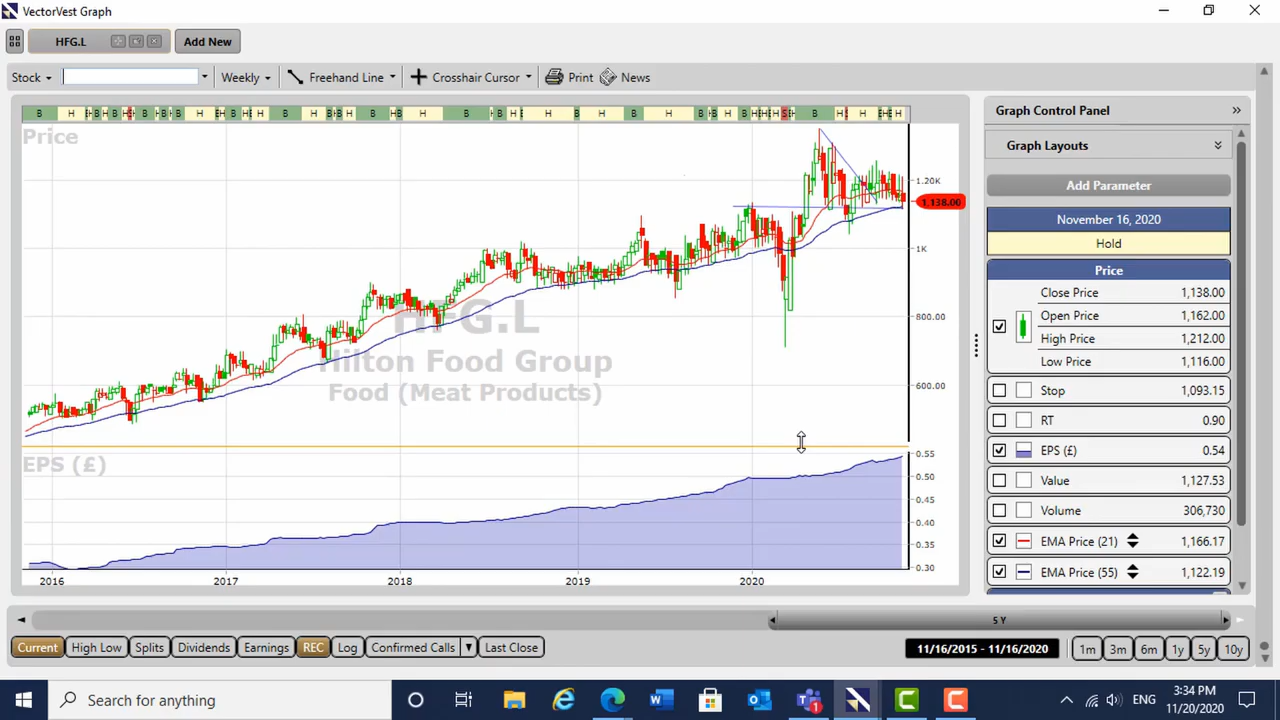 VectorVest Graph
HFG.L Add New
Stock Weekly Freehand Line Crosshair Cursor Print News
Price
1.20K
1,138.00
1K
800.00
600.00
HFG.L
Hilton Food Group
Food (Meat Products)
EPS (£)
0.55
0.50
0.45
0.40
0.35
0.30
2016 2017 2018 2019 2020
Graph Control Panel
Graph Layouts
Add Parameter
November 16, 2020
Hold
Price
Close Price 1,138.00
Open Price 1,162.00
High Price 1,212.00
Low Price 1,116.00
Stop 1,093.15
RT 0.90
EPS (£) 0.54
Value 1,127.53
Volume 306,730
EMA Price (21) 1,166.17
EMA Price (55) 1,122.19
5 Y
Current High Low Splits Dividends Earnings REC Log Confirmed Calls Last Close 11/16/2015 - 11/16/2020 1m 3m 6m 1y 5y 10y
Search for anything ENG 3:34 PM
11/20/2020